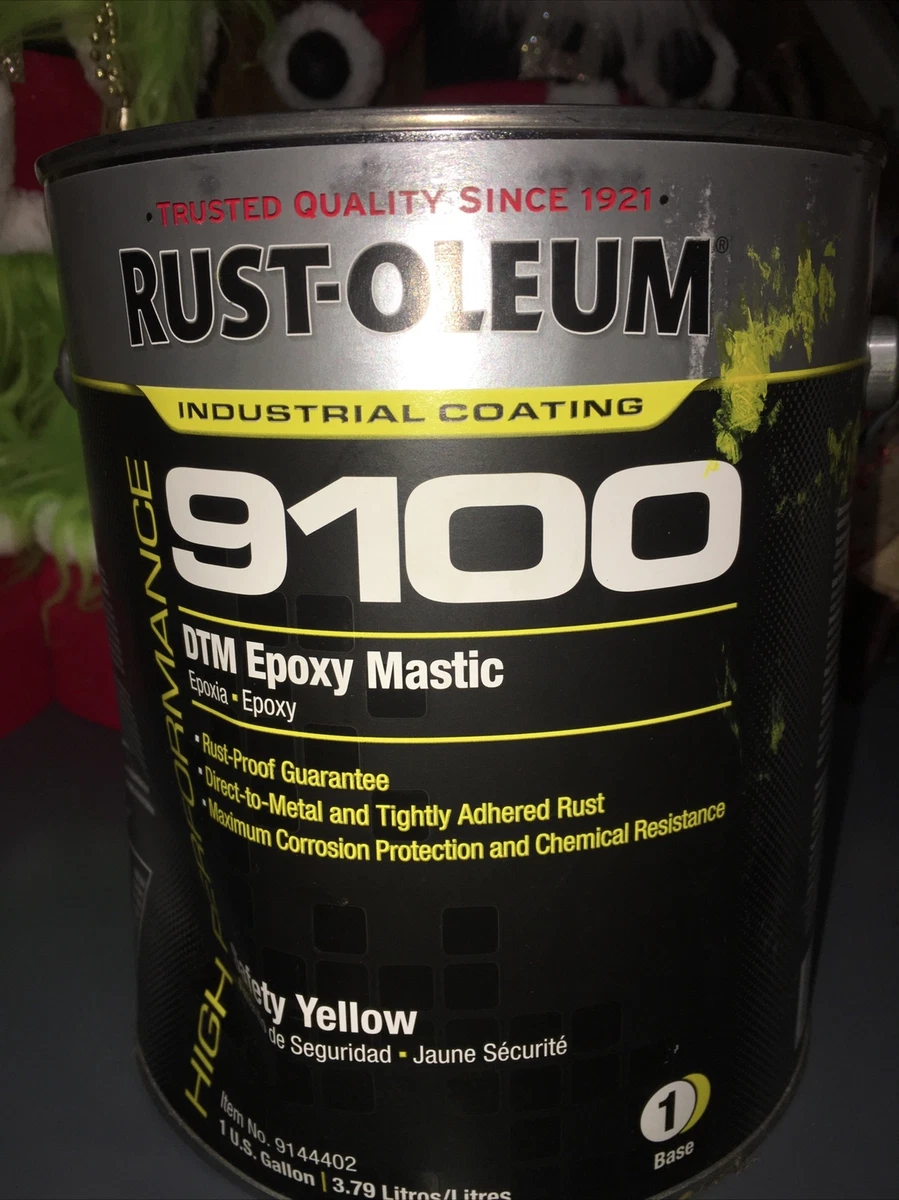 • TRUSTED QUALITY SINCE 1921 •
RUST-OLEUM®
INDUSTRIAL COATING
HIGH PERFORMANCE
9100
DTM Epoxy Mastic
Epoxia ▪ Epoxy
▪ Rust-Proof Guarantee
▪ Direct-to-Metal and Tightly Adhered Rust
▪ Maximum Corrosion Protection and Chemical Resistance
Safety Yellow
de Seguridad ▪ Jaune Sécurité
Item No. 9144402
1 U.S. Gallon | 3.79 Litros/Litres
1
Base